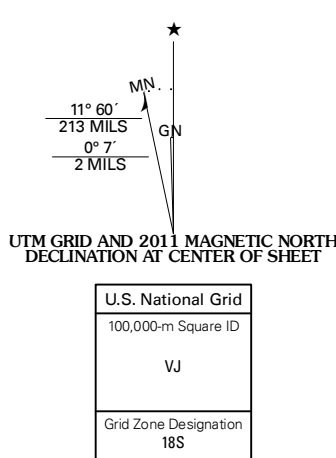 ★
MN
11° 60´
213 MILS
GN
0° 7´
2 MILS
UTM GRID AND 2011 MAGNETIC NORTH
DECLINATION AT CENTER OF SHEET
U.S. National Grid
100,000-m Square ID
VJ
Grid Zone Designation
18S